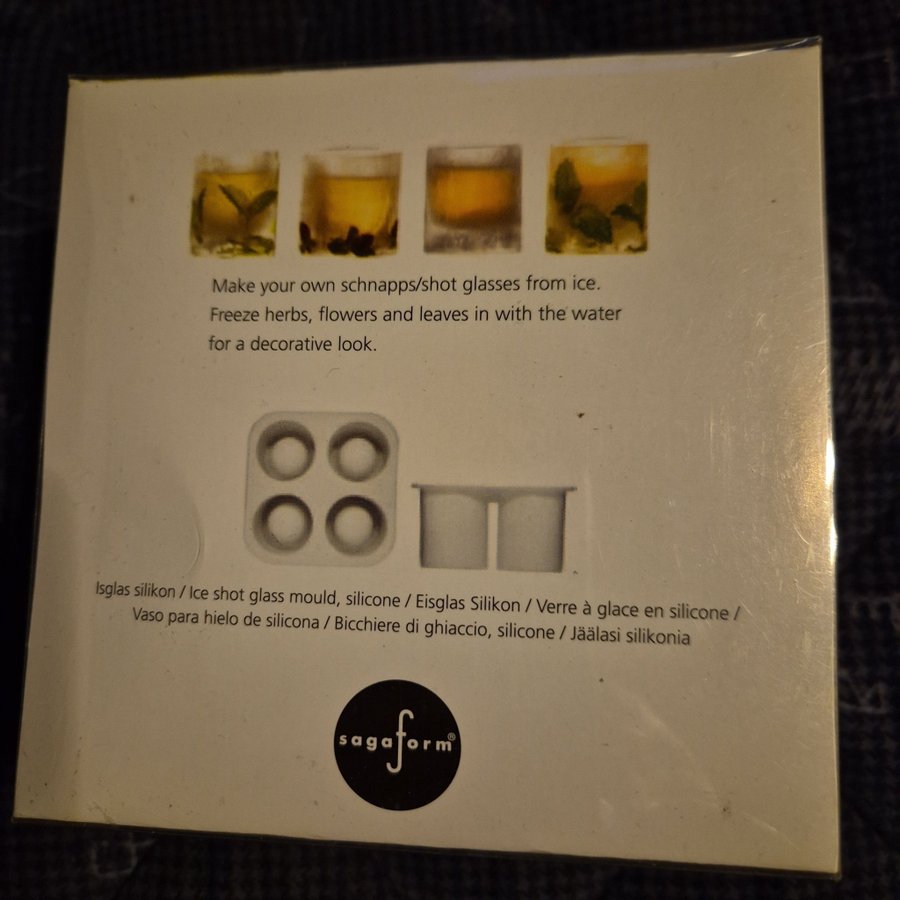 Make your own schnapps/shot glasses from ice.
Freeze herbs, flowers and leaves in with the water
for a decorative look.
Isglas silikon / Ice shot glass mould, silicone / Eisglas Silikon / Verre à glace en silicone /
Vaso para hielo de silicona / Bicchiere di ghiaccio, silicone / Jäälasi silikonia
sagaform®